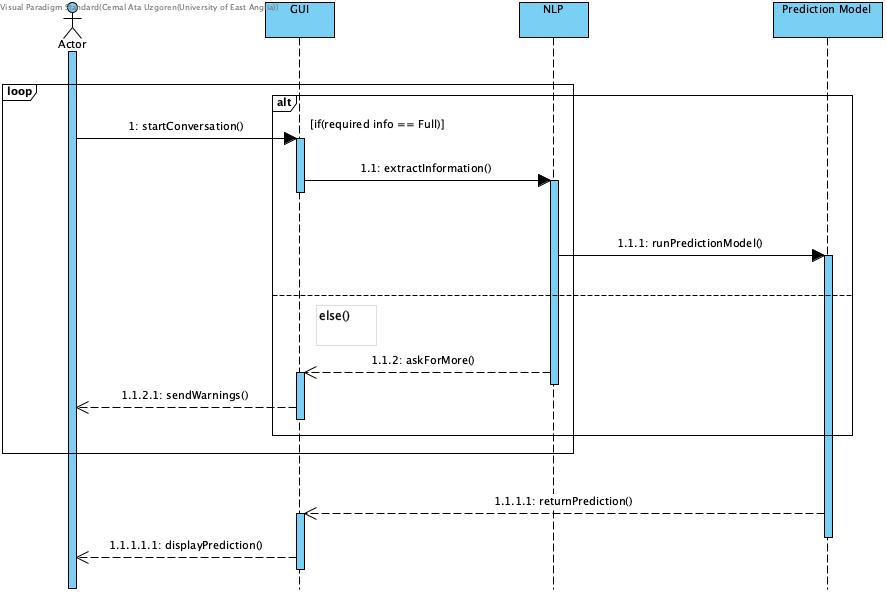 Visual Paradigm Standard(Cemal Ata Uzgoren(University of East Anglia))
GUI
NLP
Prediction Model
Actor
loop
alt
[if(required info == Full)]
1: startConversation()
1.1: extractInformation()
1.1.1: runPredictionModel()
else()
1.1.2: askForMore()
1.1.2.1: sendWarnings()
1.1.1.1: returnPrediction()
1.1.1.1.1: displayPrediction()